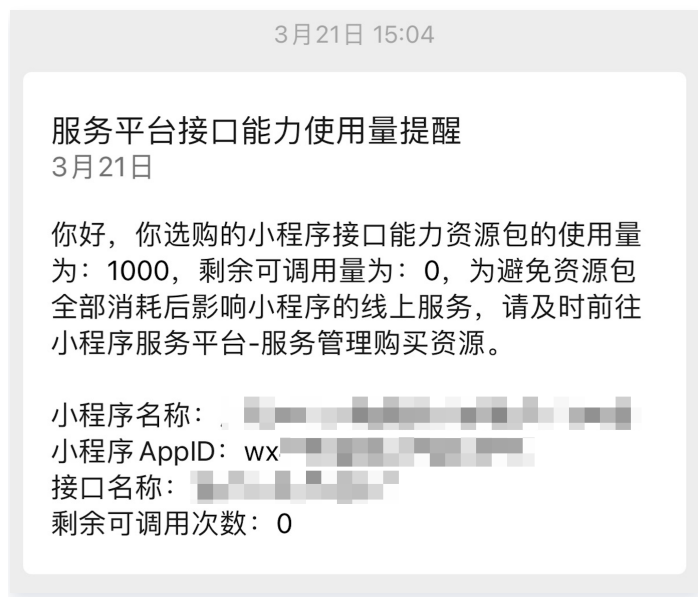 3月21日 15:04
服务平台接口能力使用量提醒
3月21日
你好，你选购的小程序接口能力资源包的使用量
为：1000，剩余可调用量为：0，为避免资源包
全部消耗后影响小程序的线上服务，请及时前往
小程序服务平台-服务管理购买资源。
小程序名称：
小程序 AppID：wx
接口名称：
剩余可调用次数：0